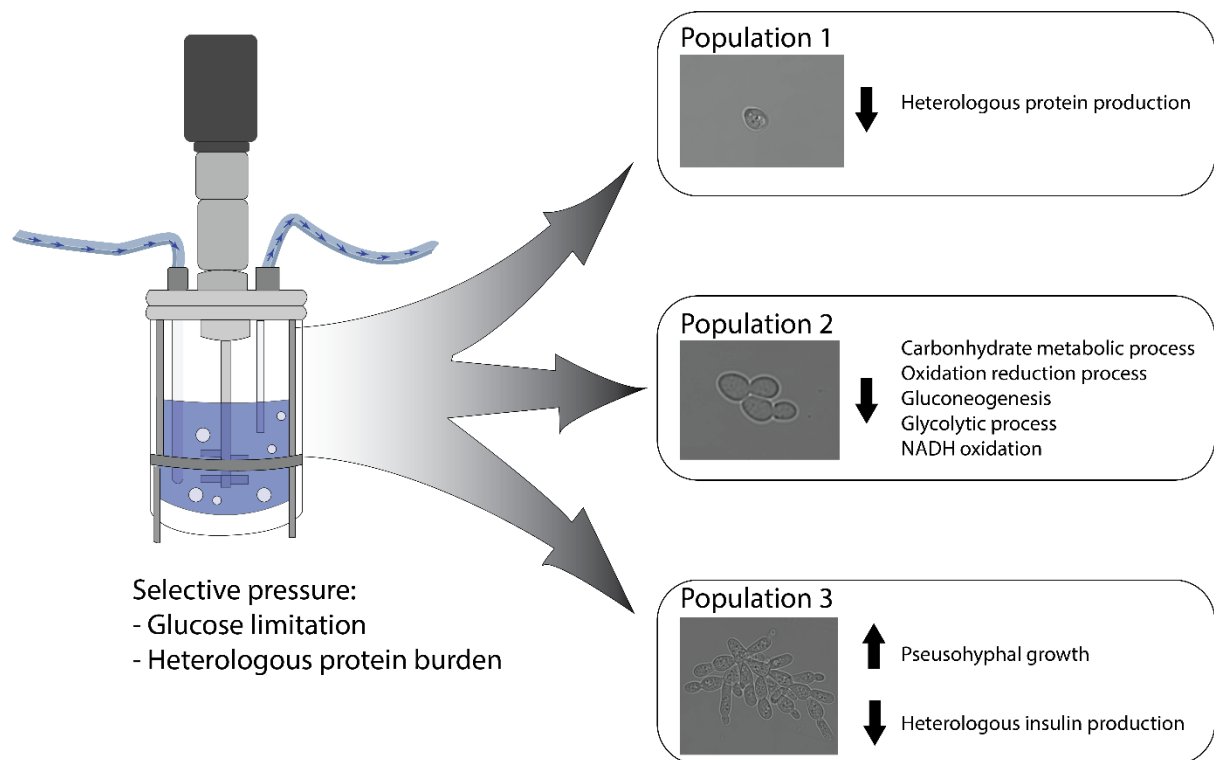 Population 1
Heterologous protein production
Population 2
Carbonhydrate metabolic process
Oxidation reduction process
Gluconeogenesis
Glycolytic process
NADH oxidation
Selective pressure:
- Glucose limitation
- Heterologous protein burden
Population 3
Pseusohyphal growth
Heterologous insulin production